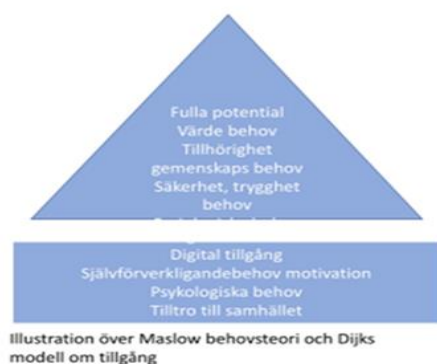 Fulla potential
Värde behov
Tillhörighet
gemenskaps behov
Säkerhet, trygghet
behov
Digital tillgång
Självförverkligandebehov motivation
Psykologiska behov
Tilltro till samhället
Illustration över Maslow behovsteori och Dijks
modell om tillgång